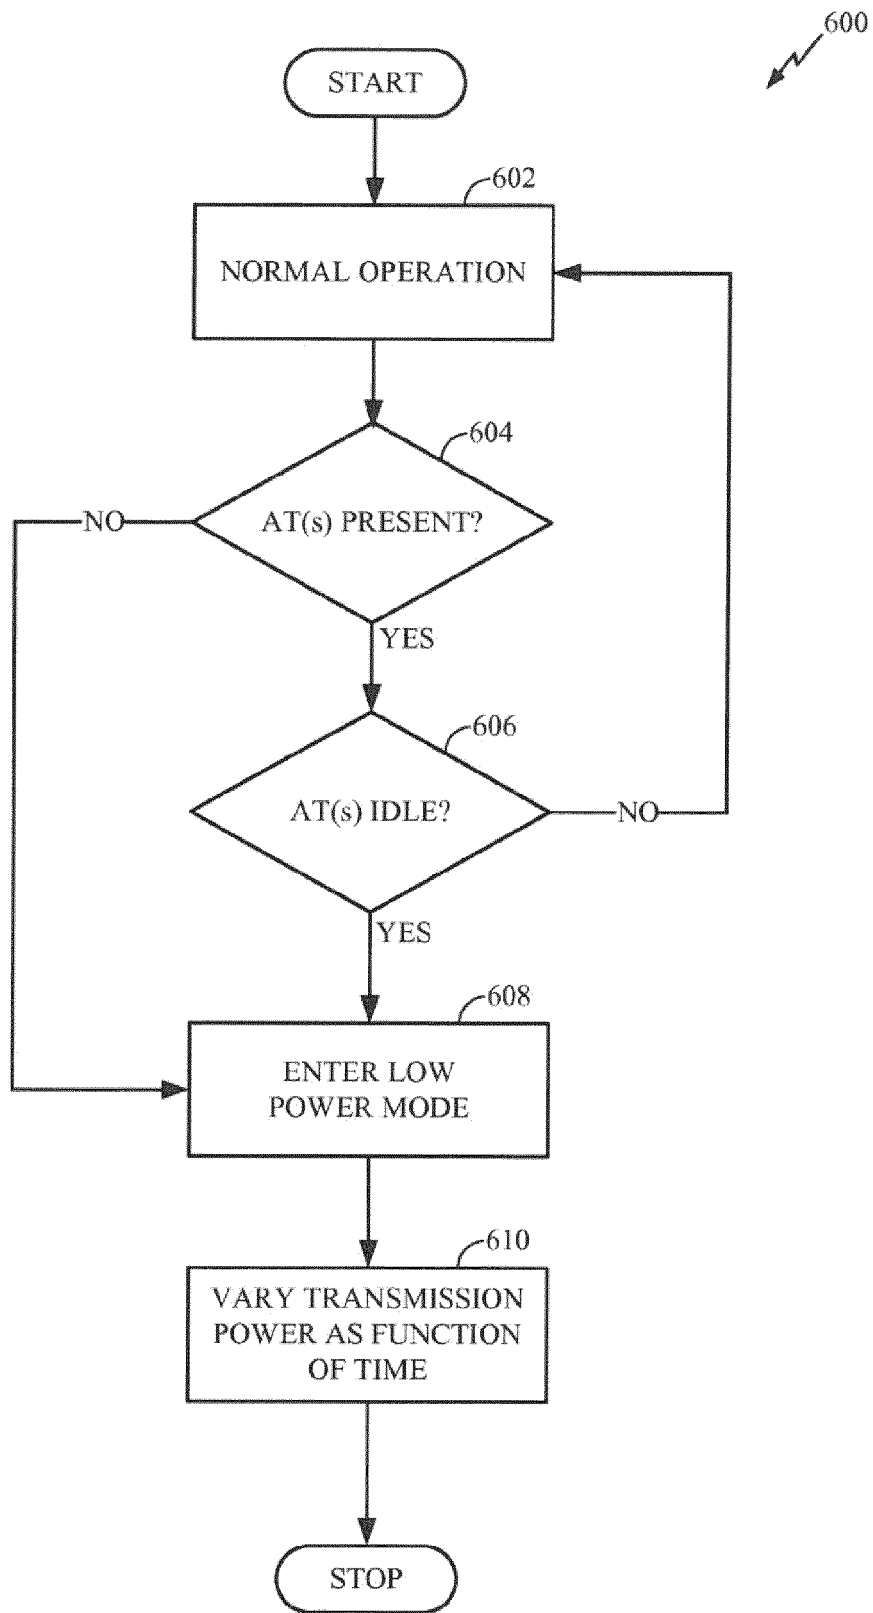 600
START
602
NORMAL OPERATION
604
AT(s) PRESENT?
NO
YES
606
AT(s) IDLE?
NO
YES
608
ENTER LOW
POWER MODE
610
VARY TRANSMISSION
POWER AS FUNCTION
OF TIME
STOP